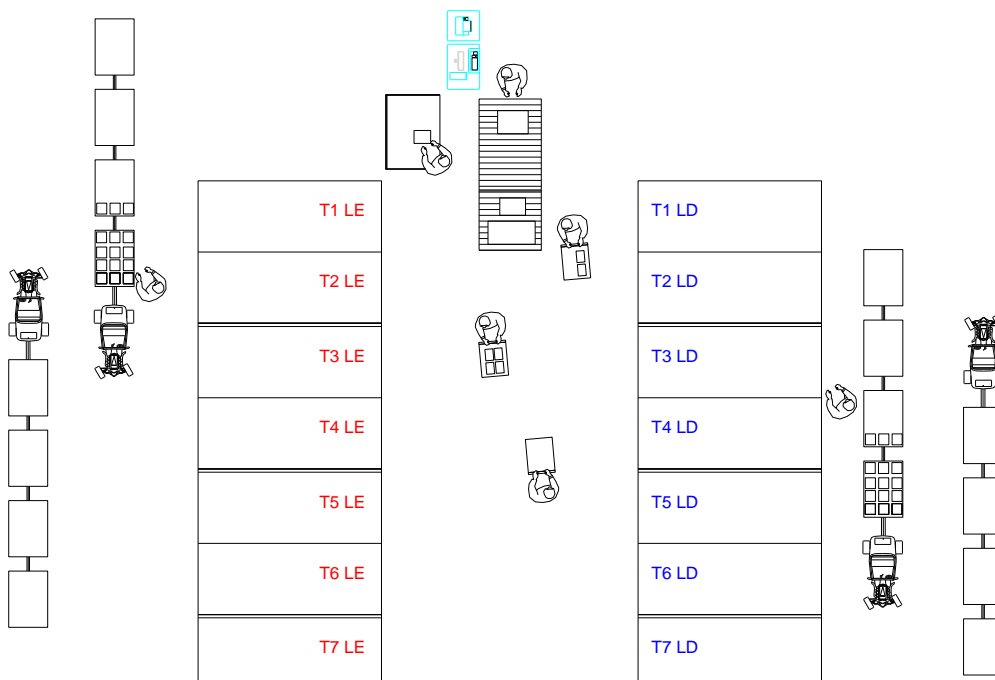 T1 LE
T2 LE
T3 LE
T4 LE
T5 LE
T6 LE
T7 LE
T1 LD
T2 LD
T3 LD
T4 LD
T5 LD
T6 LD
T7 LD